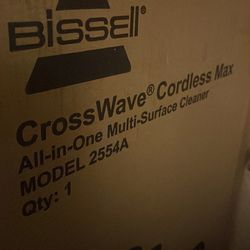 BISSELL
CrossWave® Cordless Max
All-in-One Multi-Surface Cleaner
MODEL 2554A
Qty: 1